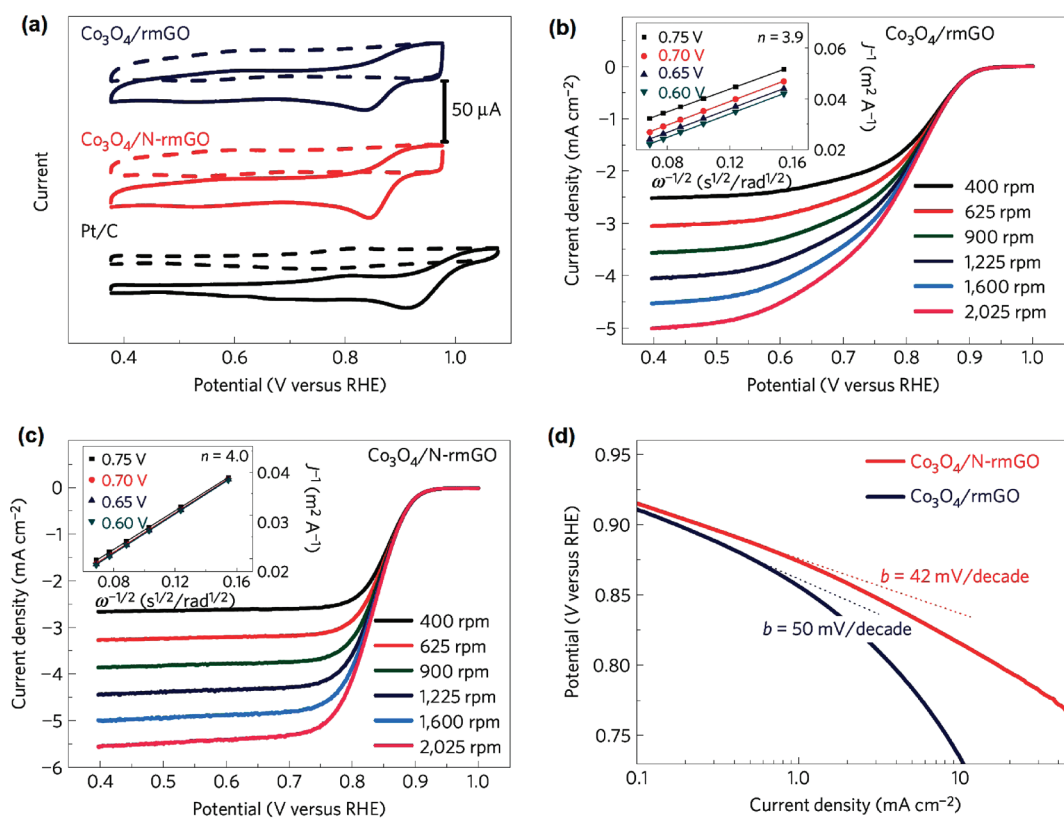 (a)
Co₃O₄/rmGO
50 μA
Co₃O₄/N-rmGO
Pt/C
Current
0.4 0.6 0.8 1.0
Potential (V versus RHE)
(b)
Co₃O₄/rmGO
0.75 V
0.70 V
0.65 V
0.60 V
n = 3.9
0.06
0.04
0.02
J⁻¹ (m² A⁻¹)
0.08 0.12 0.16
ω⁻¹/² (s¹/²/rad¹/²)
0
−1
−2
−3
−4
−5
Current density (mA cm⁻²)
400 rpm
625 rpm
900 rpm
1,225 rpm
1,600 rpm
2,025 rpm
0.4 0.5 0.6 0.7 0.8 0.9 1.0
Potential (V versus RHE)
(c)
Co₃O₄/N-rmGO
0.75 V
0.70 V
0.65 V
0.60 V
n = 4.0
0.04
0.03
0.02
J⁻¹ (m² A⁻¹)
0.08 0.12 0.16
ω⁻¹/² (s¹/²/rad¹/²)
0
−1
−2
−3
−4
−5
−6
Current density (mA cm⁻²)
400 rpm
625 rpm
900 rpm
1,225 rpm
1,600 rpm
2,025 rpm
0.4 0.5 0.6 0.7 0.8 0.9 1.0
Potential (V versus RHE)
(d)
Co₃O₄/N-rmGO
Co₃O₄/rmGO
0.95
0.90
0.85
0.80
0.75
Potential (V versus RHE)
b = 42 mV/decade
b = 50 mV/decade
0.1 1.0 10
Current density (mA cm⁻²)